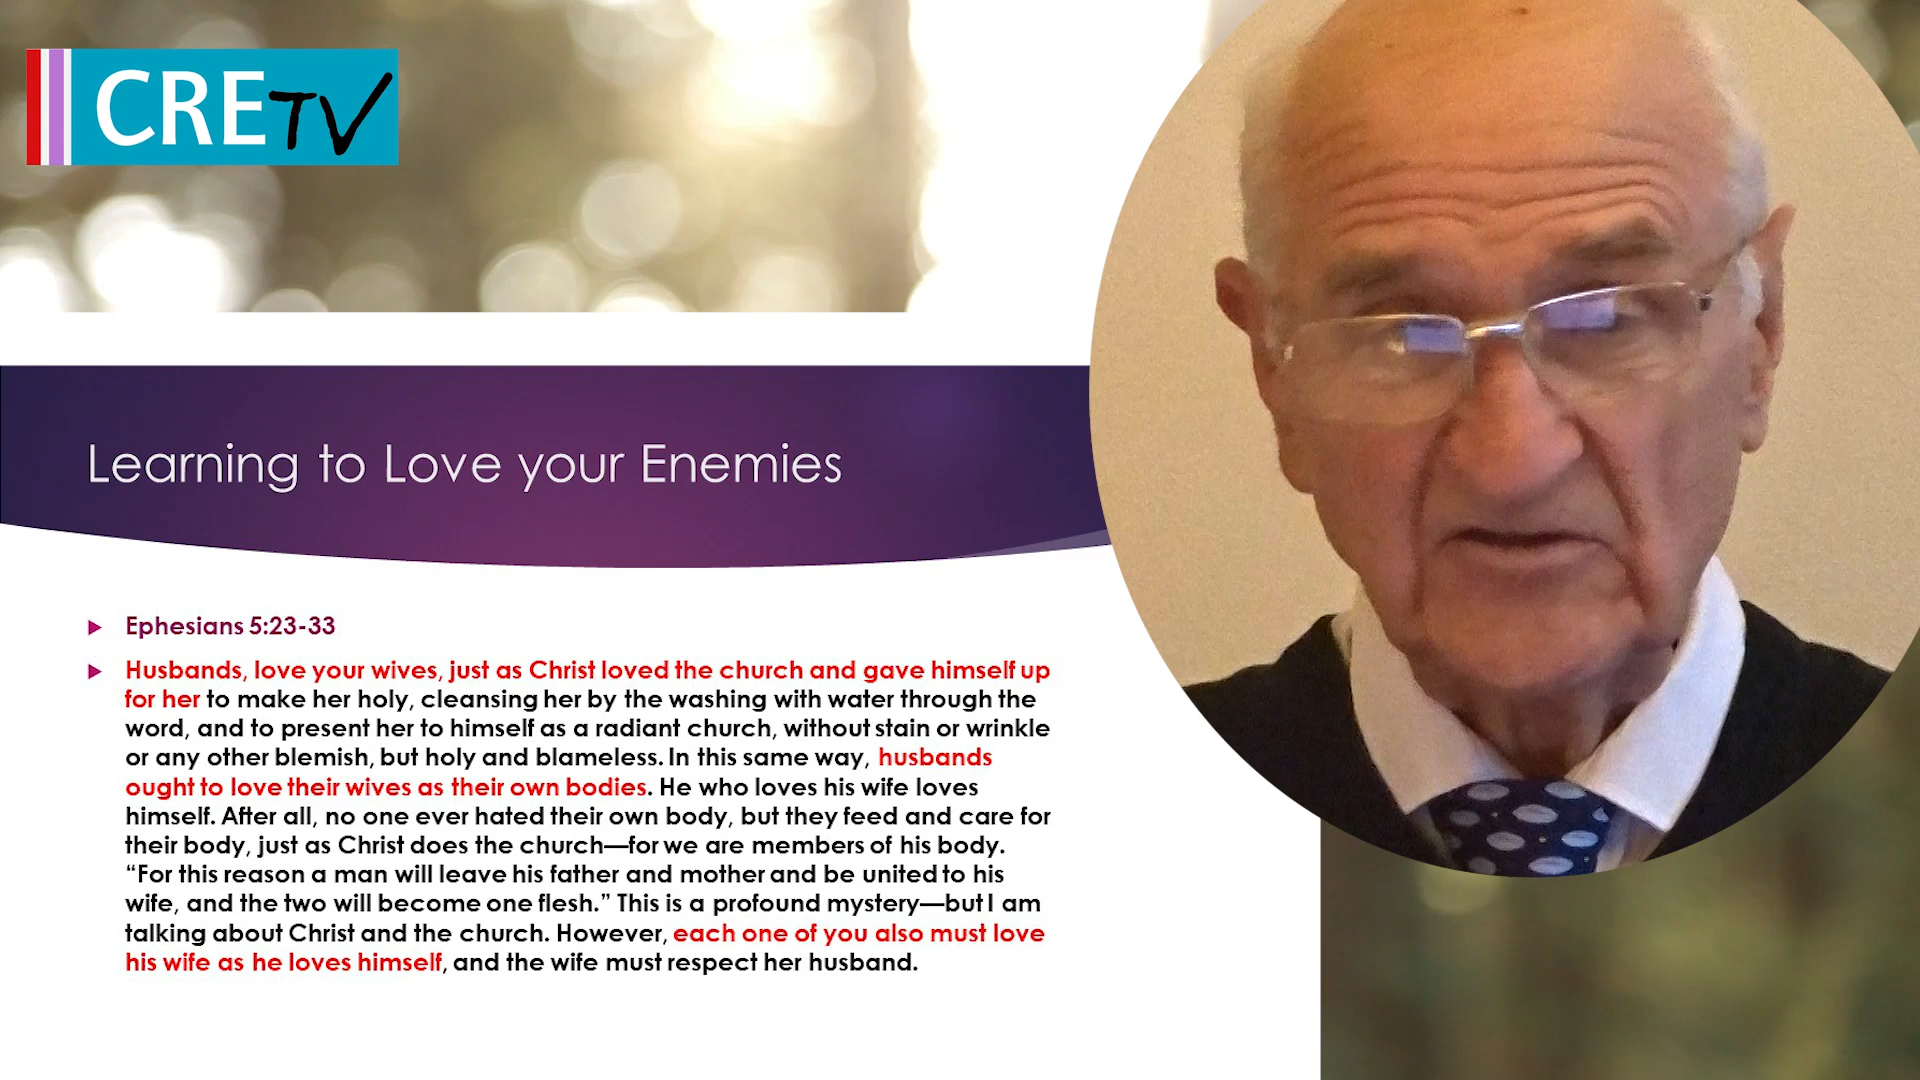 CRETV
Learning to Love your Enemies
Ephesians 5:23-33
Husbands, love your wives, just as Christ loved the church and gave himself up
for her to make her holy, cleansing her by the washing with water through the
word, and to present her to himself as a radiant church, without stain or wrinkle
or any other blemish, but holy and blameless. In this same way, husbands
ought to love their wives as their own bodies. He who loves his wife loves
himself. After all, no one ever hated their own body, but they feed and care for
their body, just as Christ does the church—for we are members of his body.
“For this reason a man will leave his father and mother and be united to his
wife, and the two will become one flesh.” This is a profound mystery—but I am
talking about Christ and the church. However, each one of you also must love
his wife as he loves himself, and the wife must respect her husband.